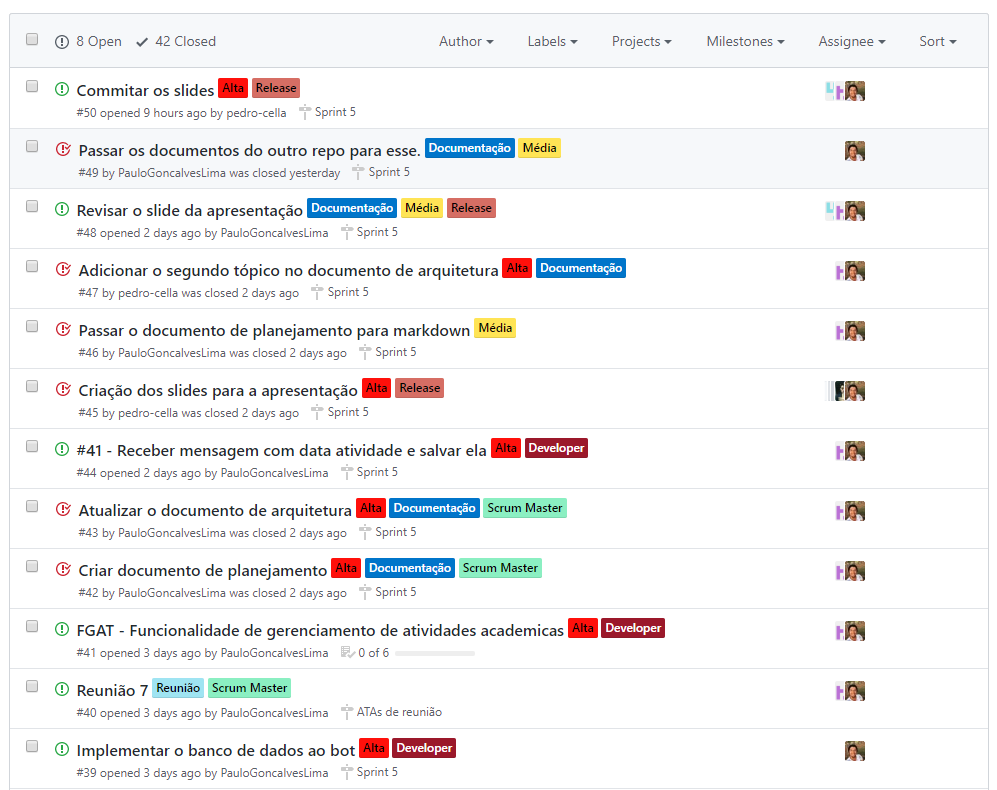 8 Open 42 Closed Author Labels Projects Milestones Assignee Sort
Commitar os slides Alta Release
#50 opened 9 hours ago by pedro-cella Sprint 5
Passar os documentos do outro repo para esse. Documentação Média
#49 by PauloGoncalvesLima was closed yesterday Sprint 5
Revisar o slide da apresentação Documentação Média Release
#48 opened 2 days ago by PauloGoncalvesLima Sprint 5
Adicionar o segundo tópico no documento de arquitetura Alta Documentação
#47 by pedro-cella was closed 2 days ago Sprint 5
Passar o documento de planejamento para markdown Média
#46 by PauloGoncalvesLima was closed 2 days ago Sprint 5
Criação dos slides para a apresentação Alta Release
#45 by pedro-cella was closed 2 days ago Sprint 5
#41 - Receber mensagem com data atividade e salvar ela Alta Developer
#44 opened 2 days ago by PauloGoncalvesLima Sprint 5
Atualizar o documento de arquitetura Alta Documentação Scrum Master
#43 by PauloGoncalvesLima was closed 2 days ago Sprint 5
Criar documento de planejamento Alta Documentação Scrum Master
#42 by PauloGoncalvesLima was closed 2 days ago Sprint 5
FGAT - Funcionalidade de gerenciamento de atividades academicas Alta Developer
#41 opened 3 days ago by PauloGoncalvesLima 0 of 6
Reunião 7 Reunião Scrum Master
#40 opened 3 days ago by PauloGoncalvesLima ATAs de reunião
Implementar o banco de dados ao bot Alta Developer
#39 opened 3 days ago by PauloGoncalvesLima Sprint 5